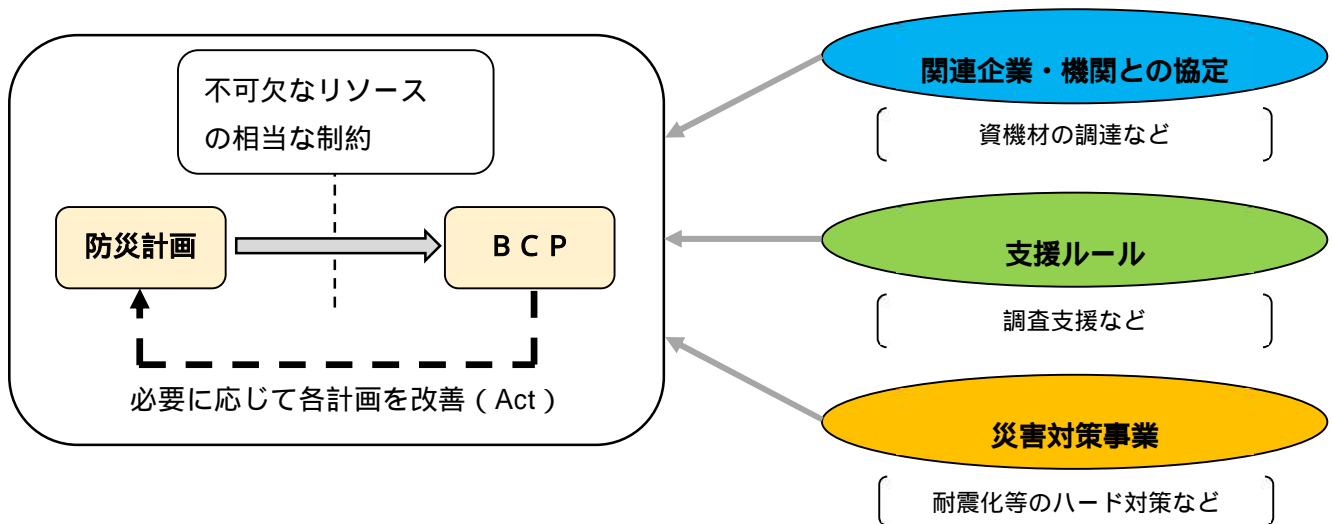 不可欠なリソース
の相当な制約
防災計画
ＢＣＰ
必要に応じて各計画を改善（Act）
関連企業・機関との協定
資機材の調達など
支援ルール
調査支援など
災害対策事業
耐震化等のハード対策など